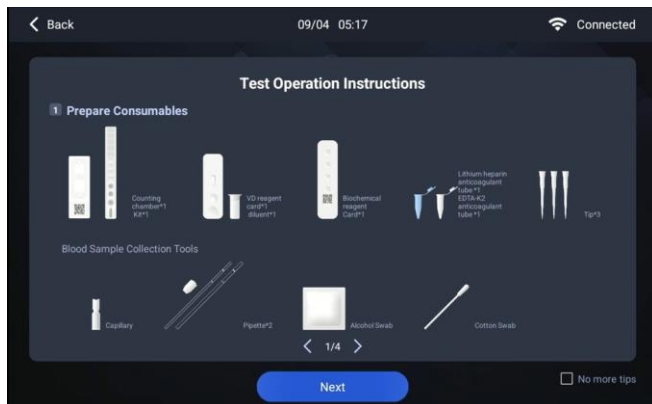 Back
09/04 05:17
Connected
Test Operation Instructions
1 Prepare Consumables
Counting
chamber*1
Kit*1
VD reagent
card*1
diluent*1
Biochemical
reagent
Card*1
Lithium heparin
anticoagulant
tube*1
EDTA-K2
anticoagulant
tube*1
Tip*3
Blood Sample Collection Tools
Capillary
Pipette*2
Alcohol Swab
Cotton Swab
1/4
Next
No more tips